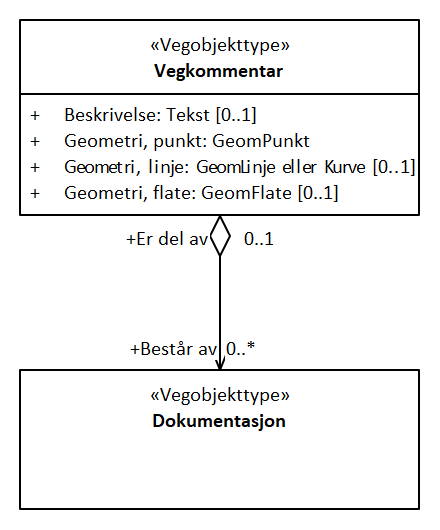 «Vegobjekttype»
Vegkommentar
+ Beskrivelse: Tekst [0..1]
+ Geometri, punkt: GeomPunkt
+ Geometri, linje: GeomLinje eller Kurve [0..1]
+ Geometri, flate: GeomFlate [0..1]
+Er del av 0..1
+Består av 0..*
«Vegobjekttype»
Dokumentasjon